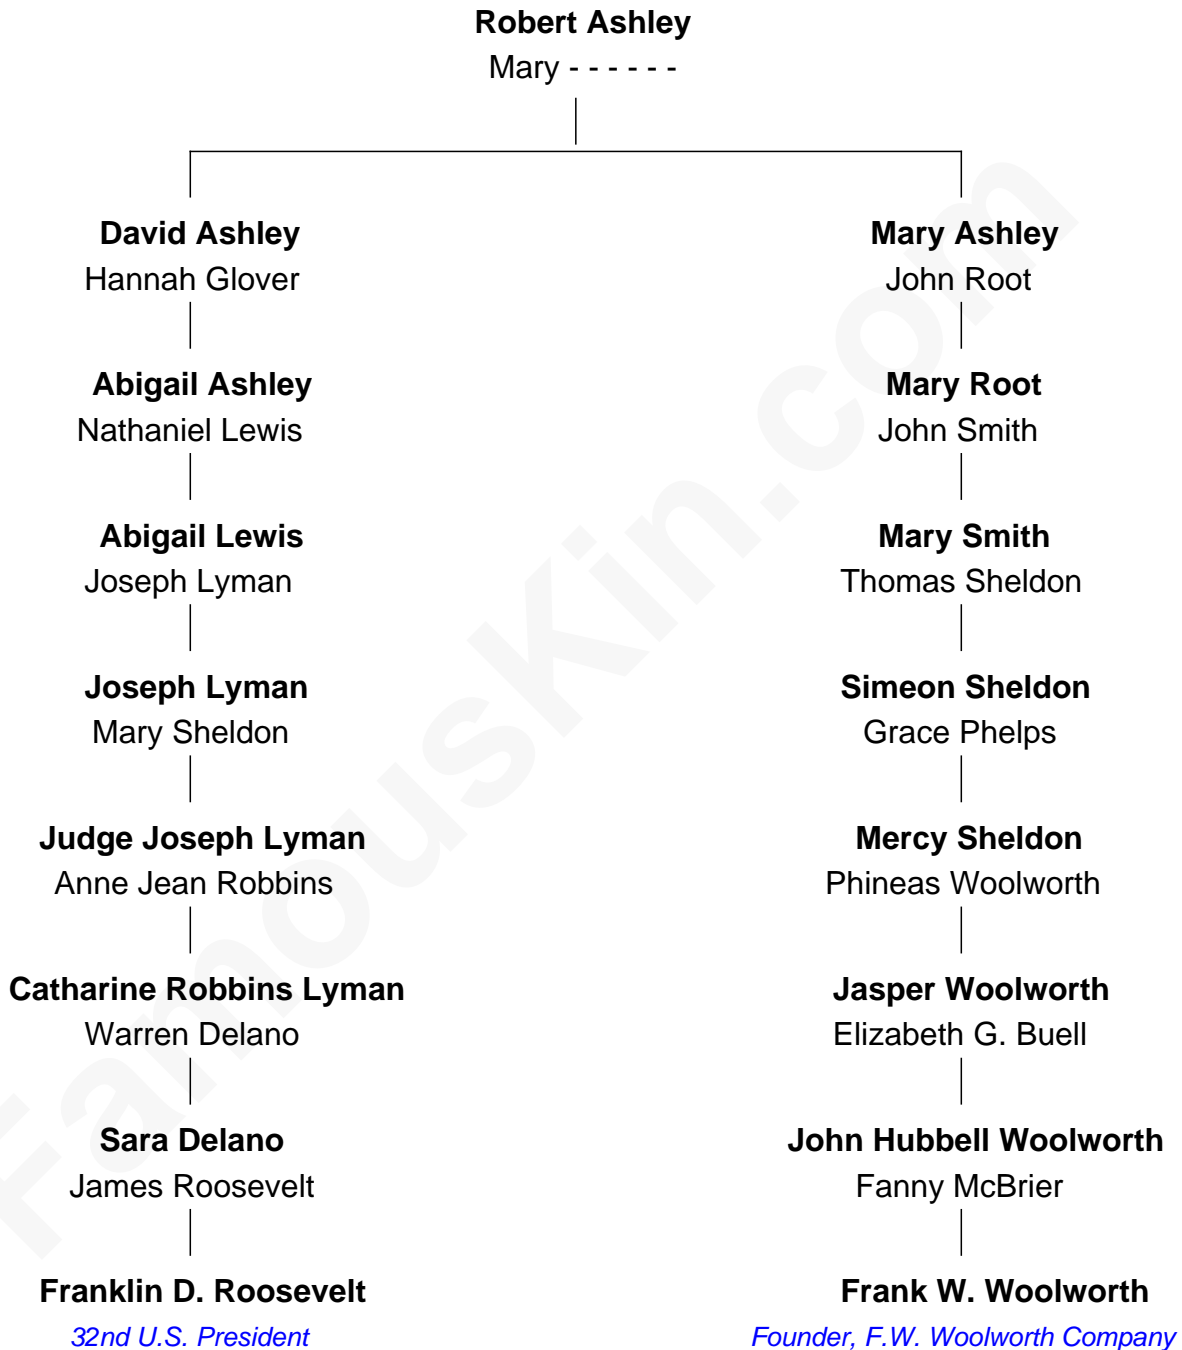 Robert Ashley
Mary - - - - - -
David Ashley
Hannah Glover
Mary Ashley
John Root
Abigail Ashley
Nathaniel Lewis
Mary Root
John Smith
Abigail Lewis
Joseph Lyman
Mary Smith
Thomas Sheldon
Joseph Lyman
Mary Sheldon
Simeon Sheldon
Grace Phelps
Judge Joseph Lyman
Anne Jean Robbins
Mercy Sheldon
Phineas Woolworth
Catharine Robbins Lyman
Warren Delano
Jasper Woolworth
Elizabeth G. Buell
Sara Delano
James Roosevelt
John Hubbell Woolworth
Fanny McBrier
Franklin D. Roosevelt
32nd U.S. President
Frank W. Woolworth
Founder, F.W. Woolworth Company
FamousKin.com